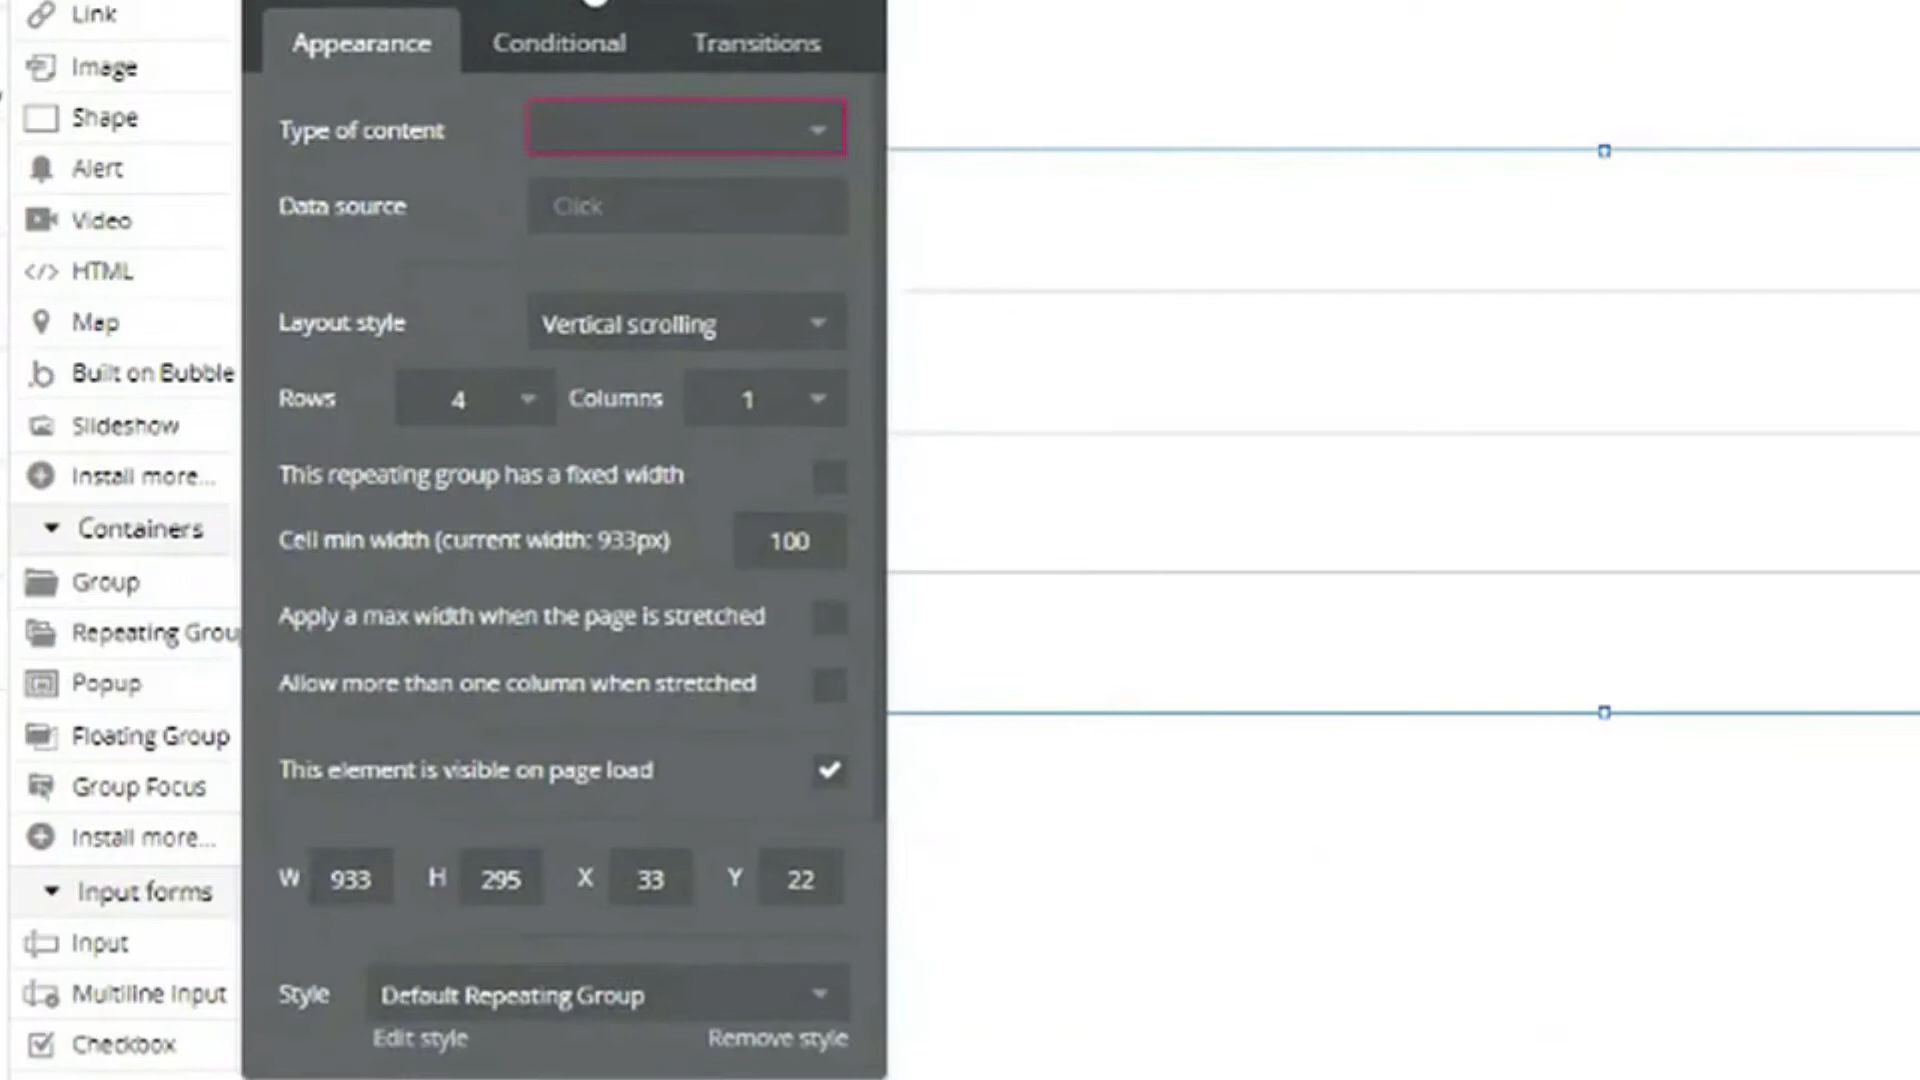 Link
Image
Shape
Alert
Video
HTML
Map
Built on Bubble
Slideshow
Install more...
Containers
Group
Repeating Grou
Popup
Floating Group
Group Focus
Install more...
Input forms
Input
Multiline Input
Checkbox
Appearance Conditional Transitions
Type of content
Data source Click
Layout style Vertical scrolling
Rows 4 Columns 1
This repeating group has a fixed width
Cell min width (current width: 933px) 100
Apply a max width when the page is stretched
Allow more than one column when stretched
This element is visible on page load
W 933 H 295 X 33 Y 22
Style Default Repeating Group
Edit style Remove style